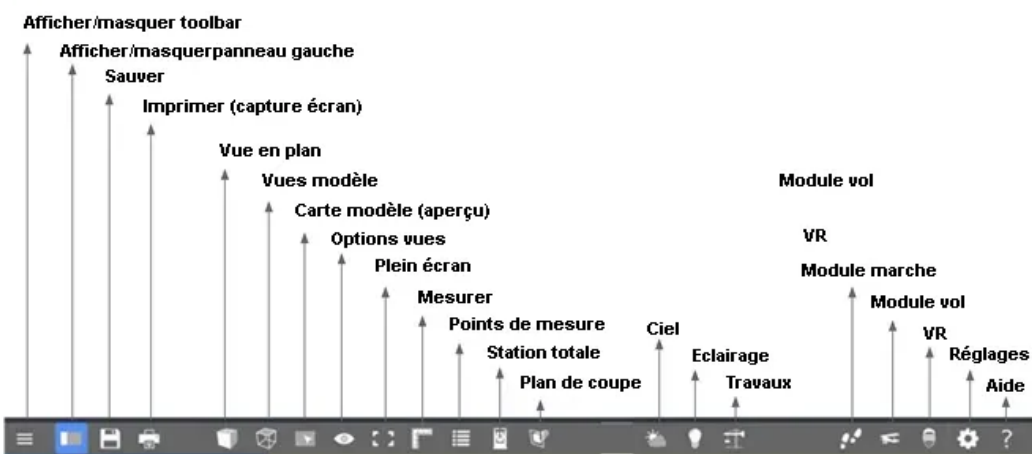 Afficher/masquer toolbar
Afficher/masquerpanneau gauche
Sauver
Imprimer (capture écran)
Vue en plan
Vues modèle
Module vol
Carte modèle (aperçu)
Options vues
VR
Plein écran
Module marche
Mesurer
Module vol
Points de mesure
Ciel
VR
Station totale
Eclairage
Réglages
Plan de coupe
Travaux
Aide
?